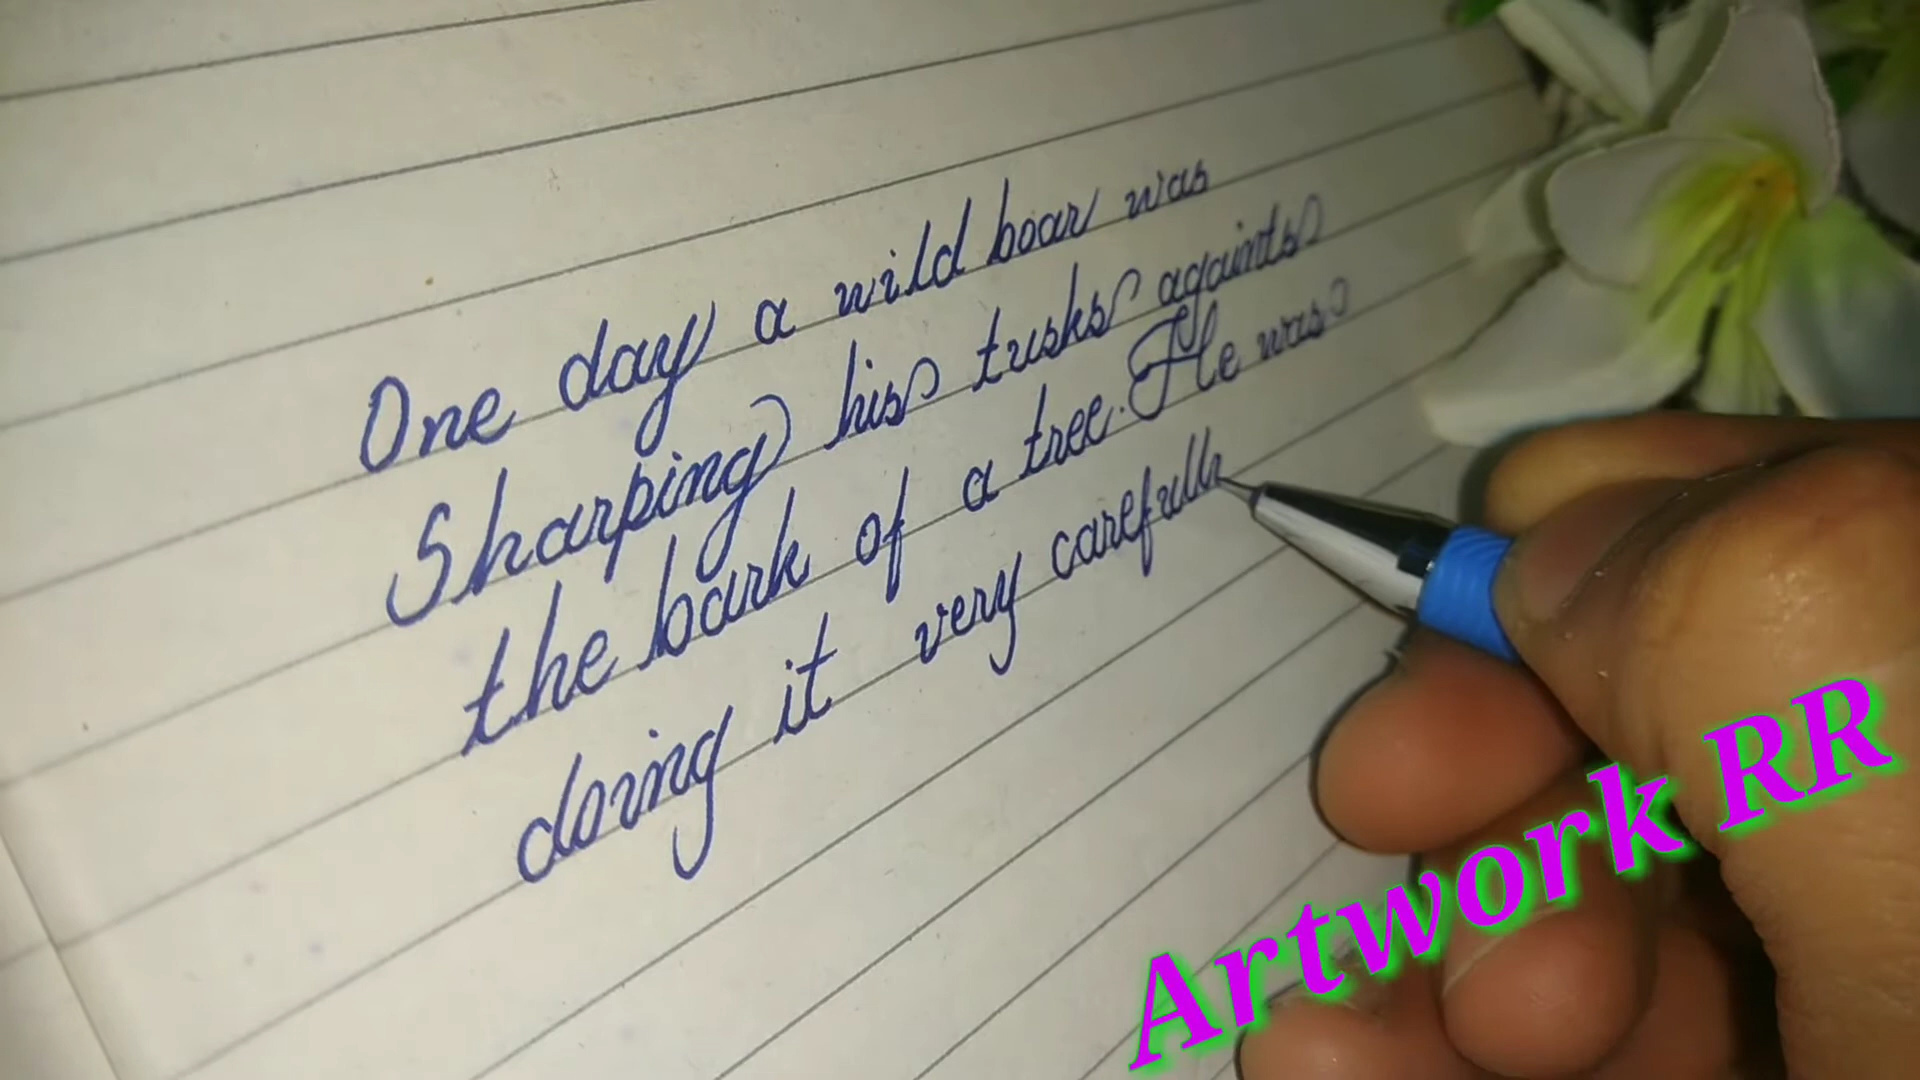 One day a wild boar was
Sharping his tusks againts
the bark of a tree. He was
doing it very carefull
Artwork RR